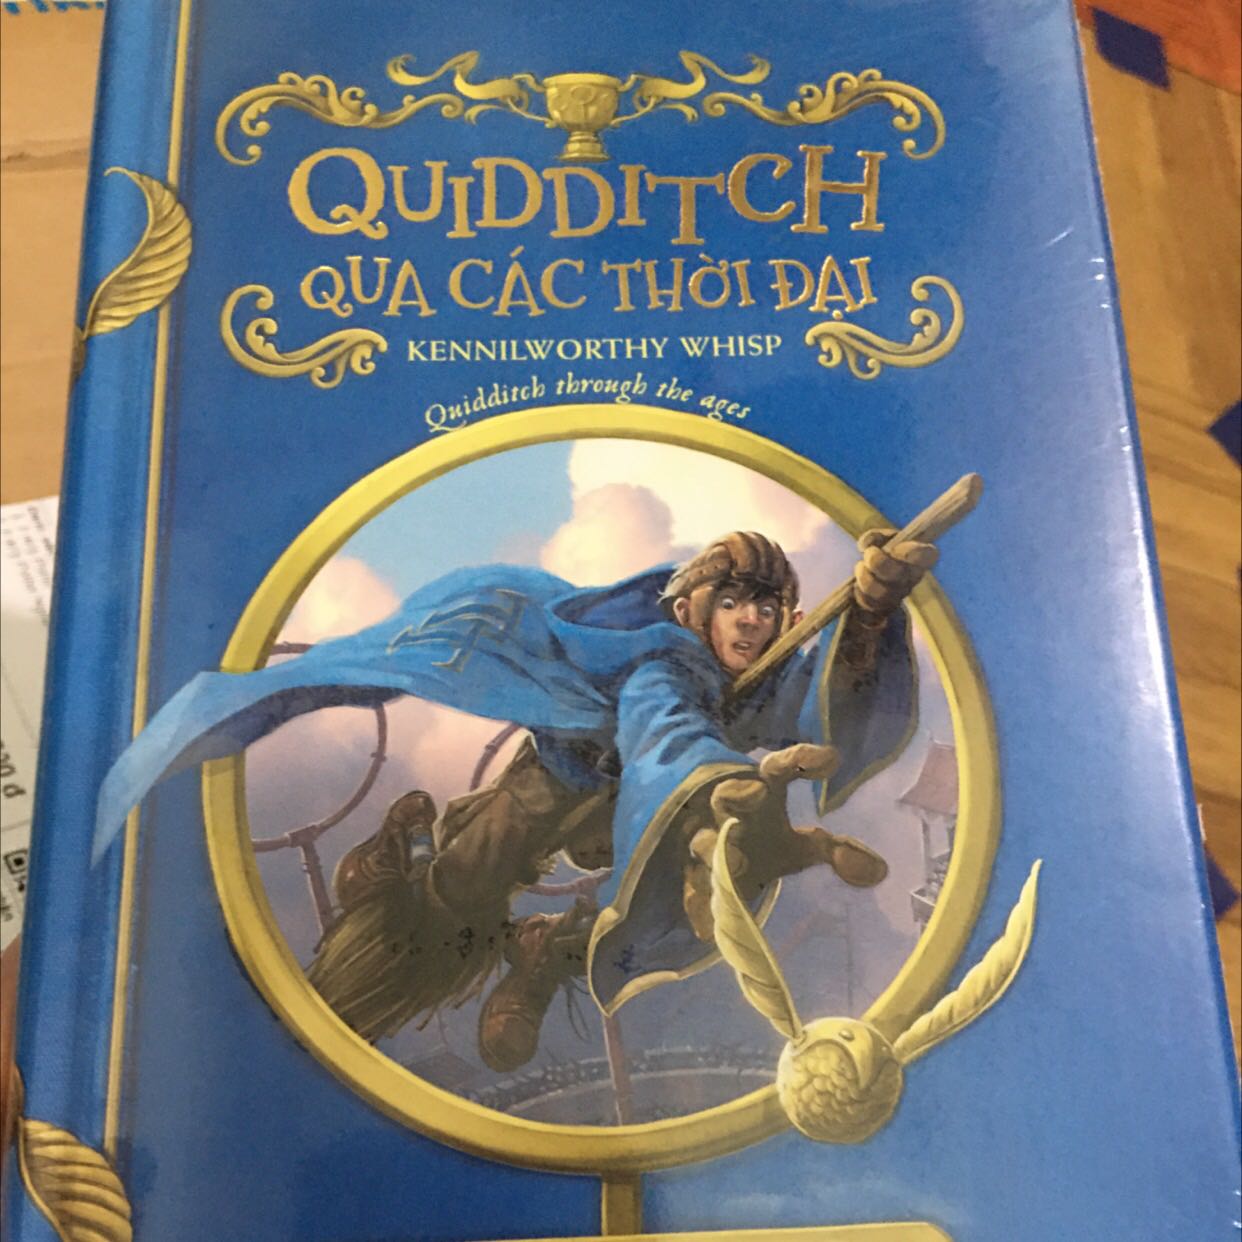 QUIDDITCH
QUA CÁC THỜI ĐẠI
KENNILWORTHY WHISP
Quidditch through the ages